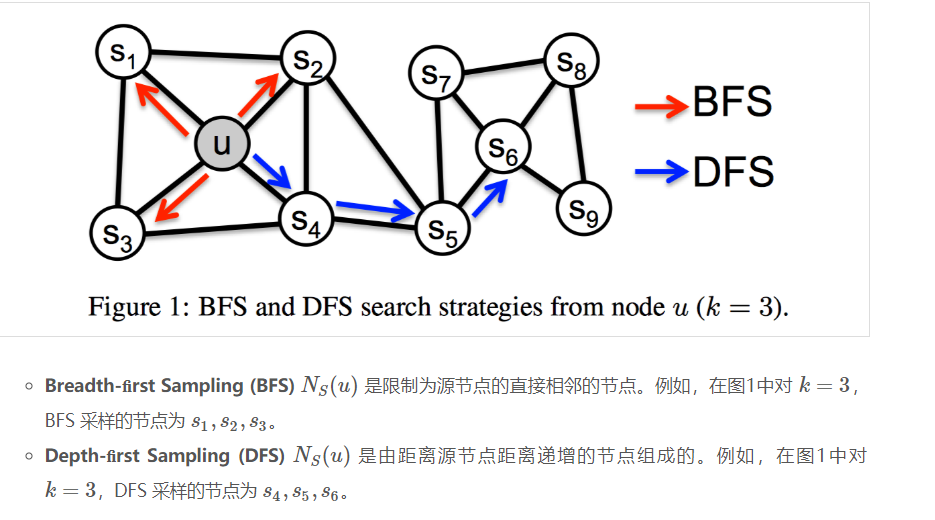 s1 s2 s7 s8 BFS
u s6 DFS
s3 s4 s5 s9
Figure 1: BFS and DFS search strategies from node u (k = 3).
Breadth-first Sampling (BFS) N_S(u) 是限制为源节点的直接相邻的节点。例如，在图1中对 k = 3，
BFS 采样的节点为 s1, s2, s3。
Depth-first Sampling (DFS) N_S(u) 是由距离源节点距离递增的节点组成的。例如，在图1中对
k = 3，DFS 采样的节点为 s4, s5, s6。